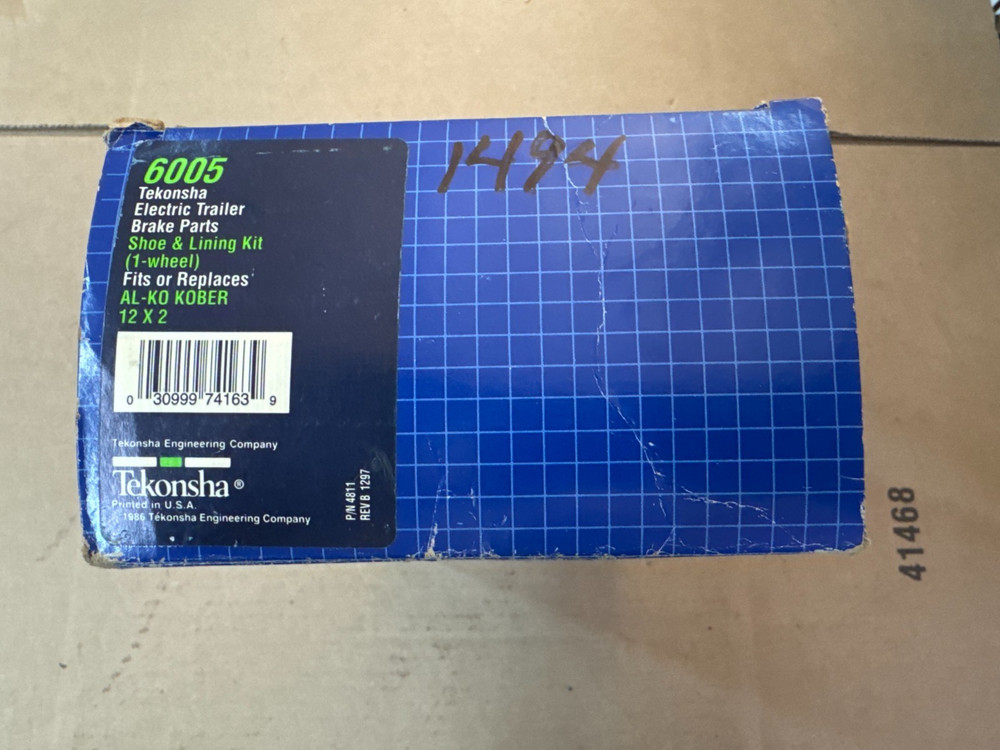 1494
6005
Tekonsha
Electric Trailer
Brake Parts
Shoe & Lining Kit
(1-wheel)
Fits or Replaces
AL-KO KOBER
12 X 2
0 30999 74163 9
Tekonsha Engineering Company
Tekonsha®
Printed in U.S.A.
1986 Tekonsha Engineering Company
P/N 4811
REV B 1297
41468